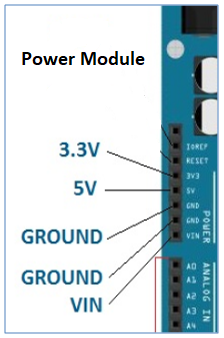 Power Module
IOREF
RESET
3.3V
3V3
5V
5V
GND
GROUND
GND
VIN
GROUND
VIN
POWER
A0
A1
A2
A3
A4
ANALOG IN